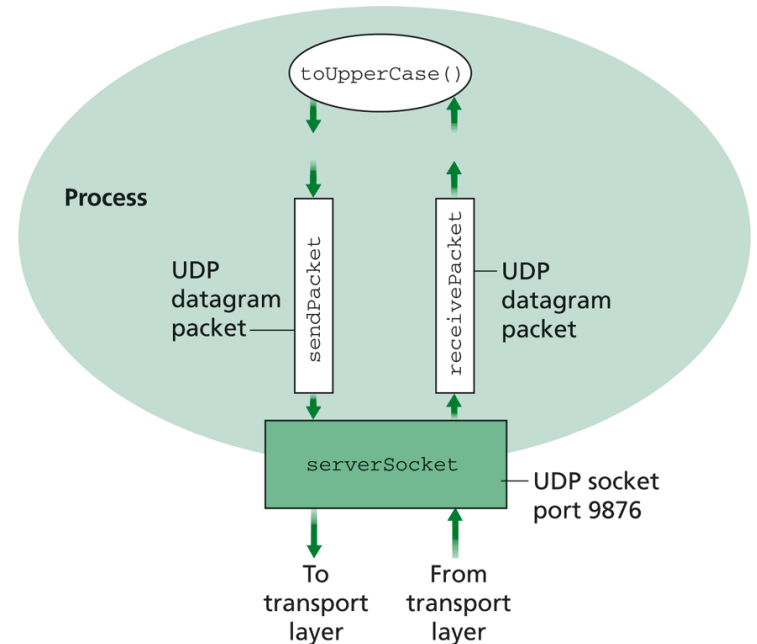 toUpperCase()
Process
UDP
datagram
packet
sendPacket
receivePacket
UDP
datagram
packet
serverSocket
UDP socket
port 9876
To
transport
layer
From
transport
layer